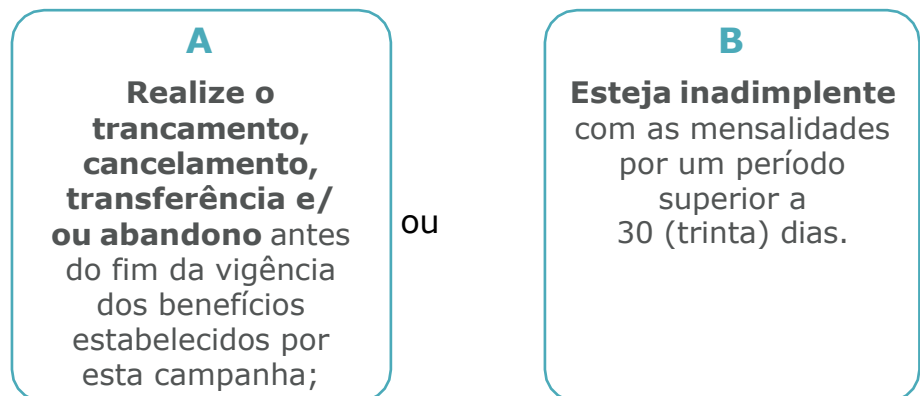 A
Realize o
trancamento,
cancelamento,
transferência e/
ou abandono antes
do fim da vigência
dos benefícios
estabelecidos por
esta campanha;
ou
B
Esteja inadimplente
com as mensalidades
por um período
superior a
30 (trinta) dias.